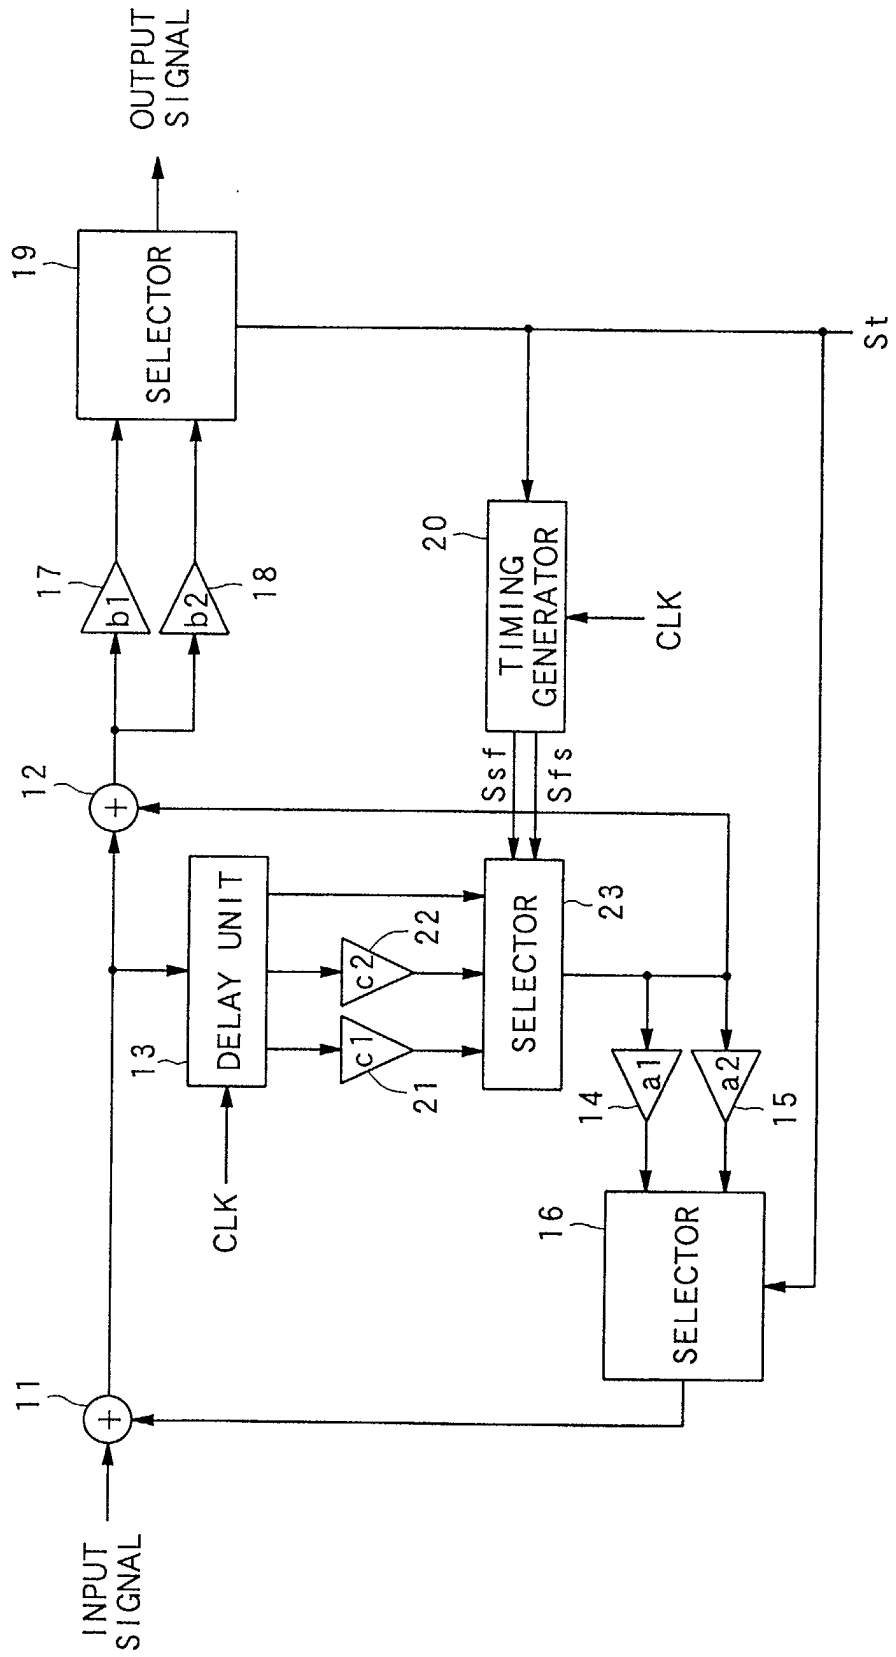 INPUT
SIGNAL
11
12
17
b1
b2
18
19
SELECTOR
OUTPUT
SIGNAL
CLK
13
DELAY UNIT
c1
21
c2
22
SELECTOR
23
Ssf
Sfs
20
TIMING
GENERATOR
CLK
16
SELECTOR
14
a1
a2
15
St